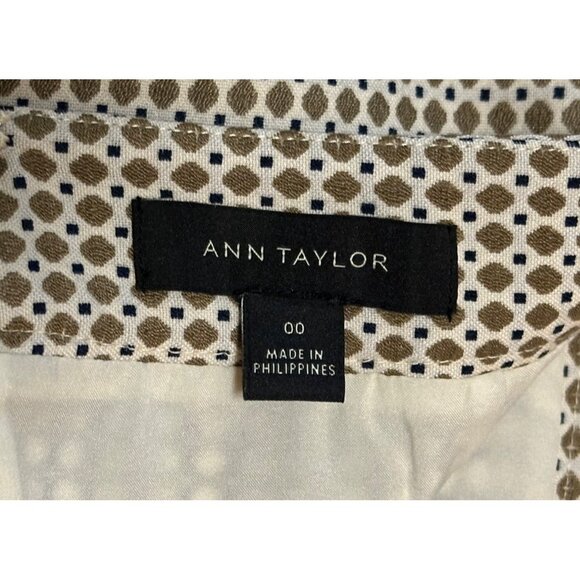 ANN TAYLOR
00
MADE IN
PHILIPPINES